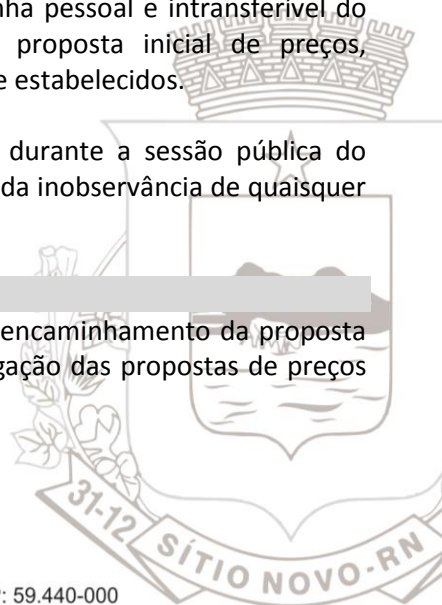 nha pessoal e intransferível do
proposta inicial de preços,
e estabelecidos.
durante a sessão pública do
da inobservância de quaisquer
encaminhamento da proposta
gação das propostas de preços
31-12 SÍTIO NOVO-RN
: 59.440-000